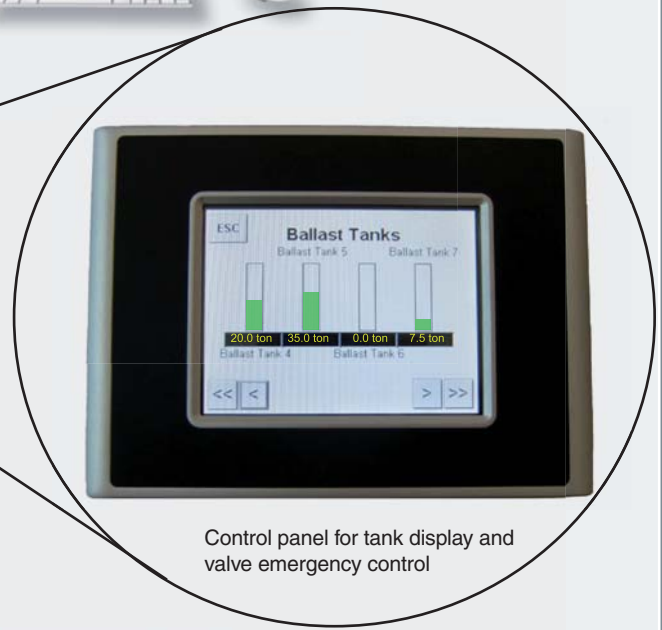 ESC
Ballast Tanks
Ballast Tank 5 Ballast Tank 7
20.0 ton 35.0 ton 0.0 ton 7.5 ton
Ballast Tank 4 Ballast Tank 6
<< < > >>
Control panel for tank display and
valve emergency control